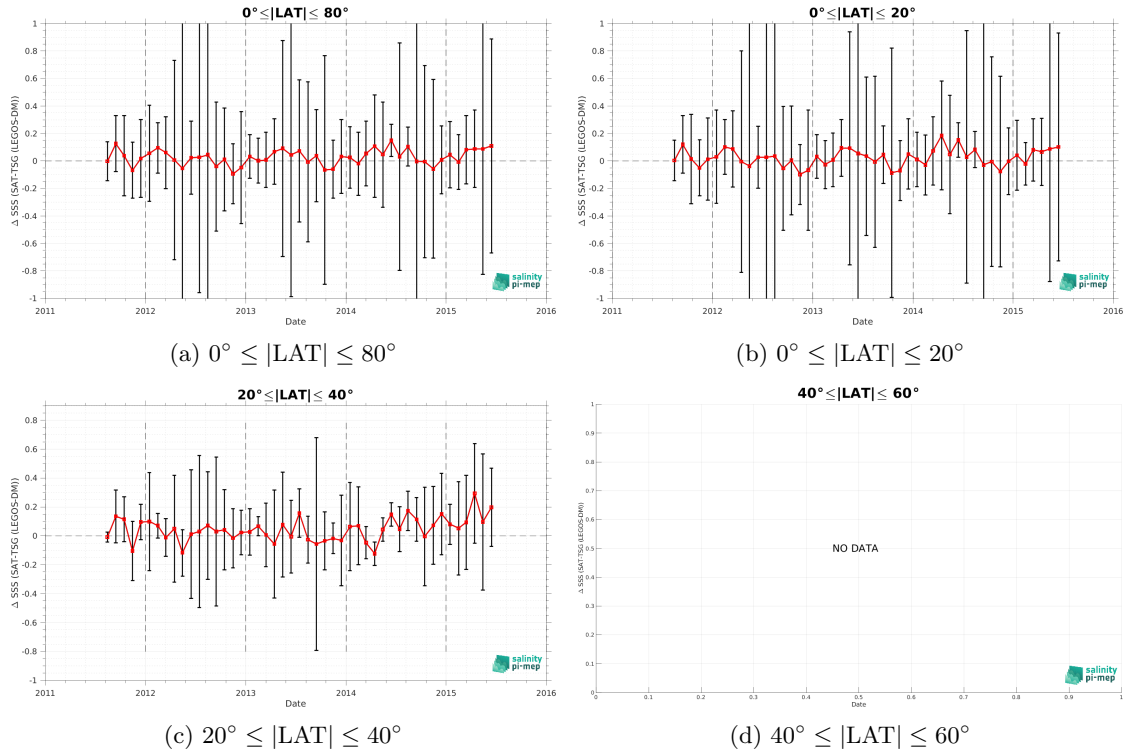 0°≤|LAT|≤ 80°
Δ SSS (SAT-TSG (LEGOS-DM))
1
0.8
0.6
0.4
0.2
0
-0.2
-0.4
-0.6
-0.8
-1
2011 2012 2013 2014 2015 2016
Date
salinity
pi-mep
(a) 0° ≤ |LAT| ≤ 80°
0°≤|LAT|≤ 20°
Δ SSS (SAT-TSG (LEGOS-DM))
1
0.8
0.6
0.4
0.2
0
-0.2
-0.4
-0.6
-0.8
-1
2011 2012 2013 2014 2015 2016
Date
salinity
pi-mep
(b) 0° ≤ |LAT| ≤ 20°
20°≤|LAT|≤ 40°
Δ SSS (SAT-TSG (LEGOS-DM))
0.8
0.6
0.4
0.2
0
-0.2
-0.4
-0.6
-0.8
-1
2011 2012 2013 2014 2015 2016
Date
salinity
pi-mep
(c) 20° ≤ |LAT| ≤ 40°
40°≤|LAT|≤ 60°
Δ SSS (SAT-TSG (LEGOS-DM))
1
0.9
0.8
0.7
0.6
0.5
0.4
0.3
0.2
0.1
0
NO DATA
0 0.1 0.2 0.3 0.4 0.5 0.6 0.7 0.8 0.9 1
Date
salinity
pi-mep
(d) 40° ≤ |LAT| ≤ 60°